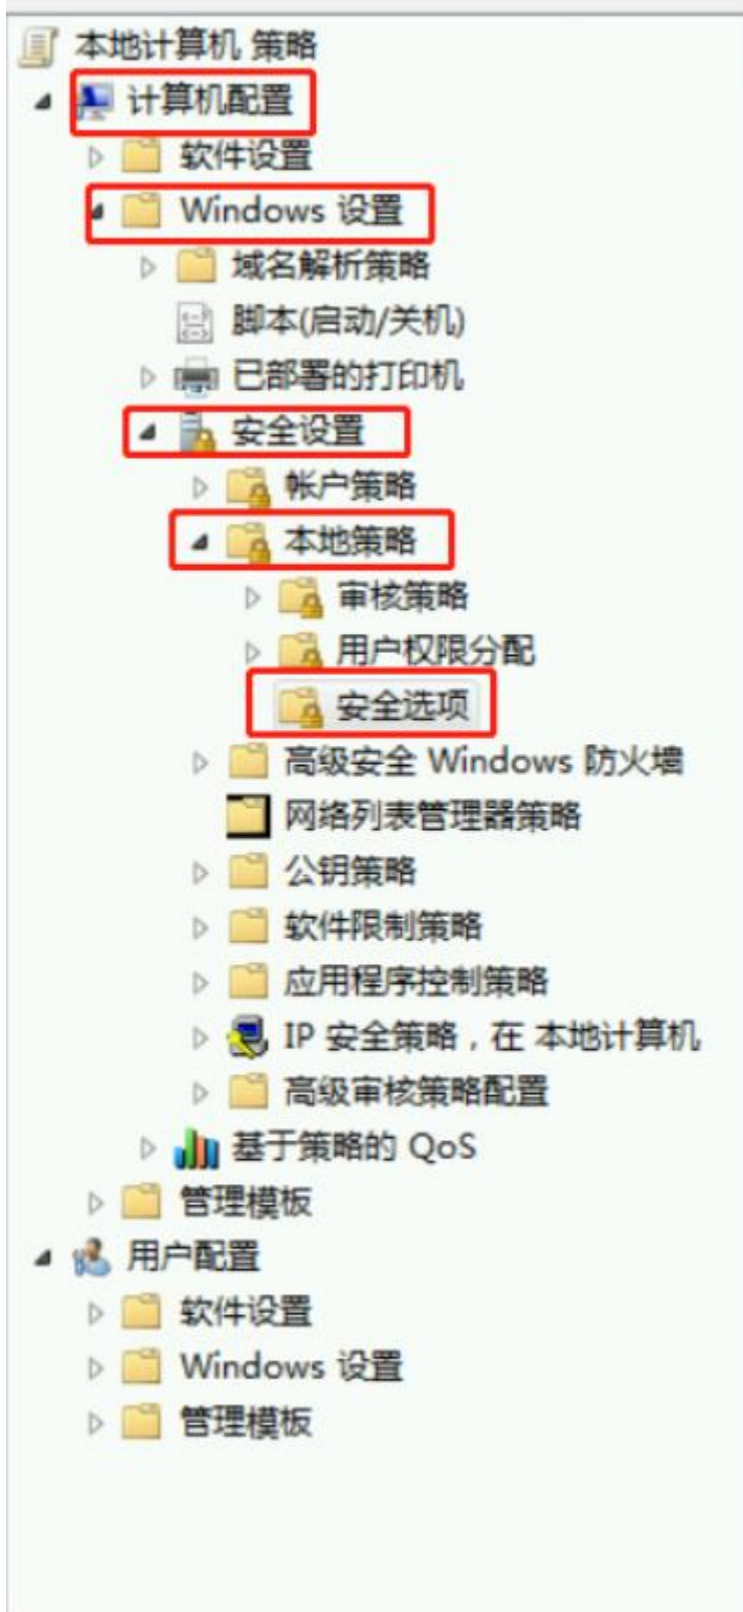 本地计算机 策略
计算机配置
软件设置
Windows 设置
域名解析策略
脚本(启动/关机)
已部署的打印机
安全设置
帐户策略
本地策略
审核策略
用户权限分配
安全选项
高级安全 Windows 防火墙
网络列表管理器策略
公钥策略
软件限制策略
应用程序控制策略
IP 安全策略，在 本地计算机
高级审核策略配置
基于策略的 QoS
管理模板
用户配置
软件设置
Windows 设置
管理模板